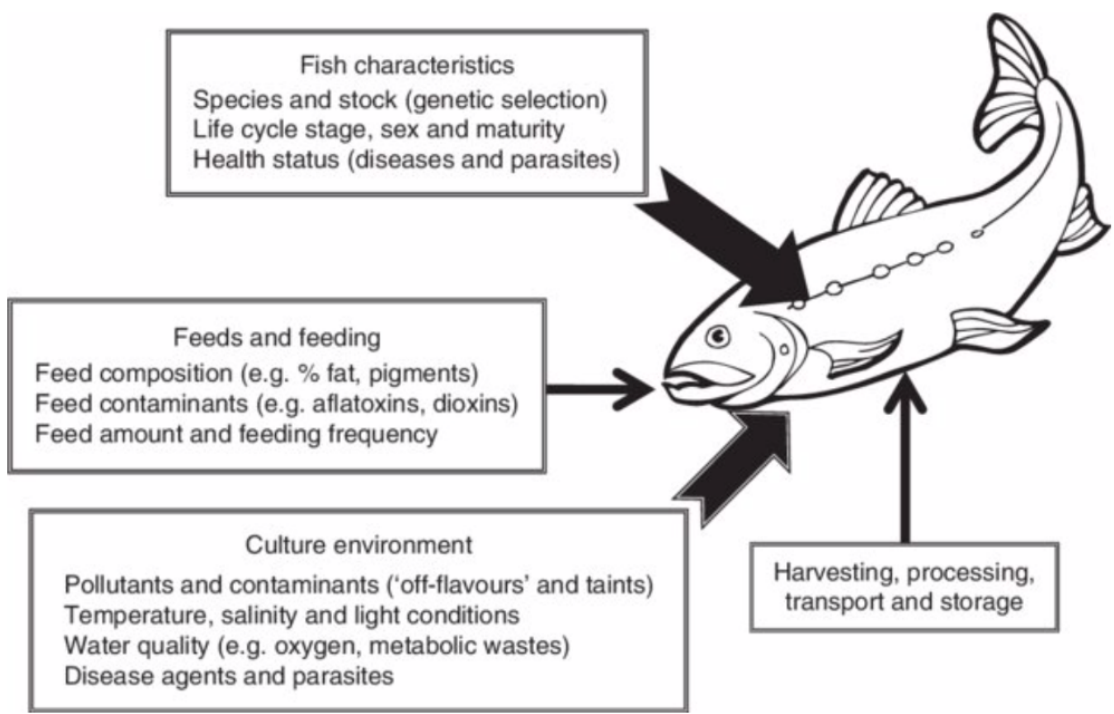 Fish characteristics
Species and stock (genetic selection)
Life cycle stage, sex and maturity
Health status (diseases and parasites)
Feeds and feeding
Feed composition (e.g. % fat, pigments)
Feed contaminants (e.g. aflatoxins, dioxins)
Feed amount and feeding frequency
Culture environment
Pollutants and contaminants (‘off-flavours’ and taints)
Temperature, salinity and light conditions
Water quality (e.g. oxygen, metabolic wastes)
Disease agents and parasites
Harvesting, processing,
transport and storage